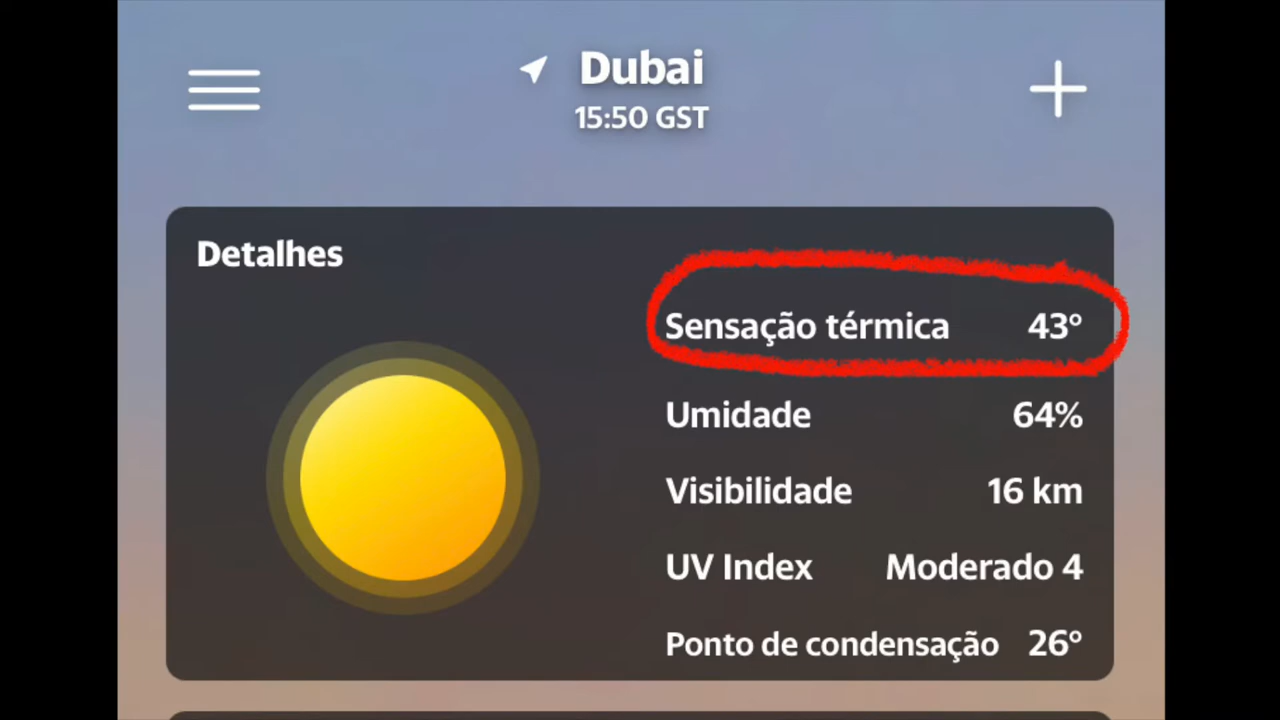 Dubai
15:50 GST
Detalhes
Sensação térmica 43°
Umidade 64%
Visibilidade 16 km
UV Index Moderado 4
Ponto de condensação 26°